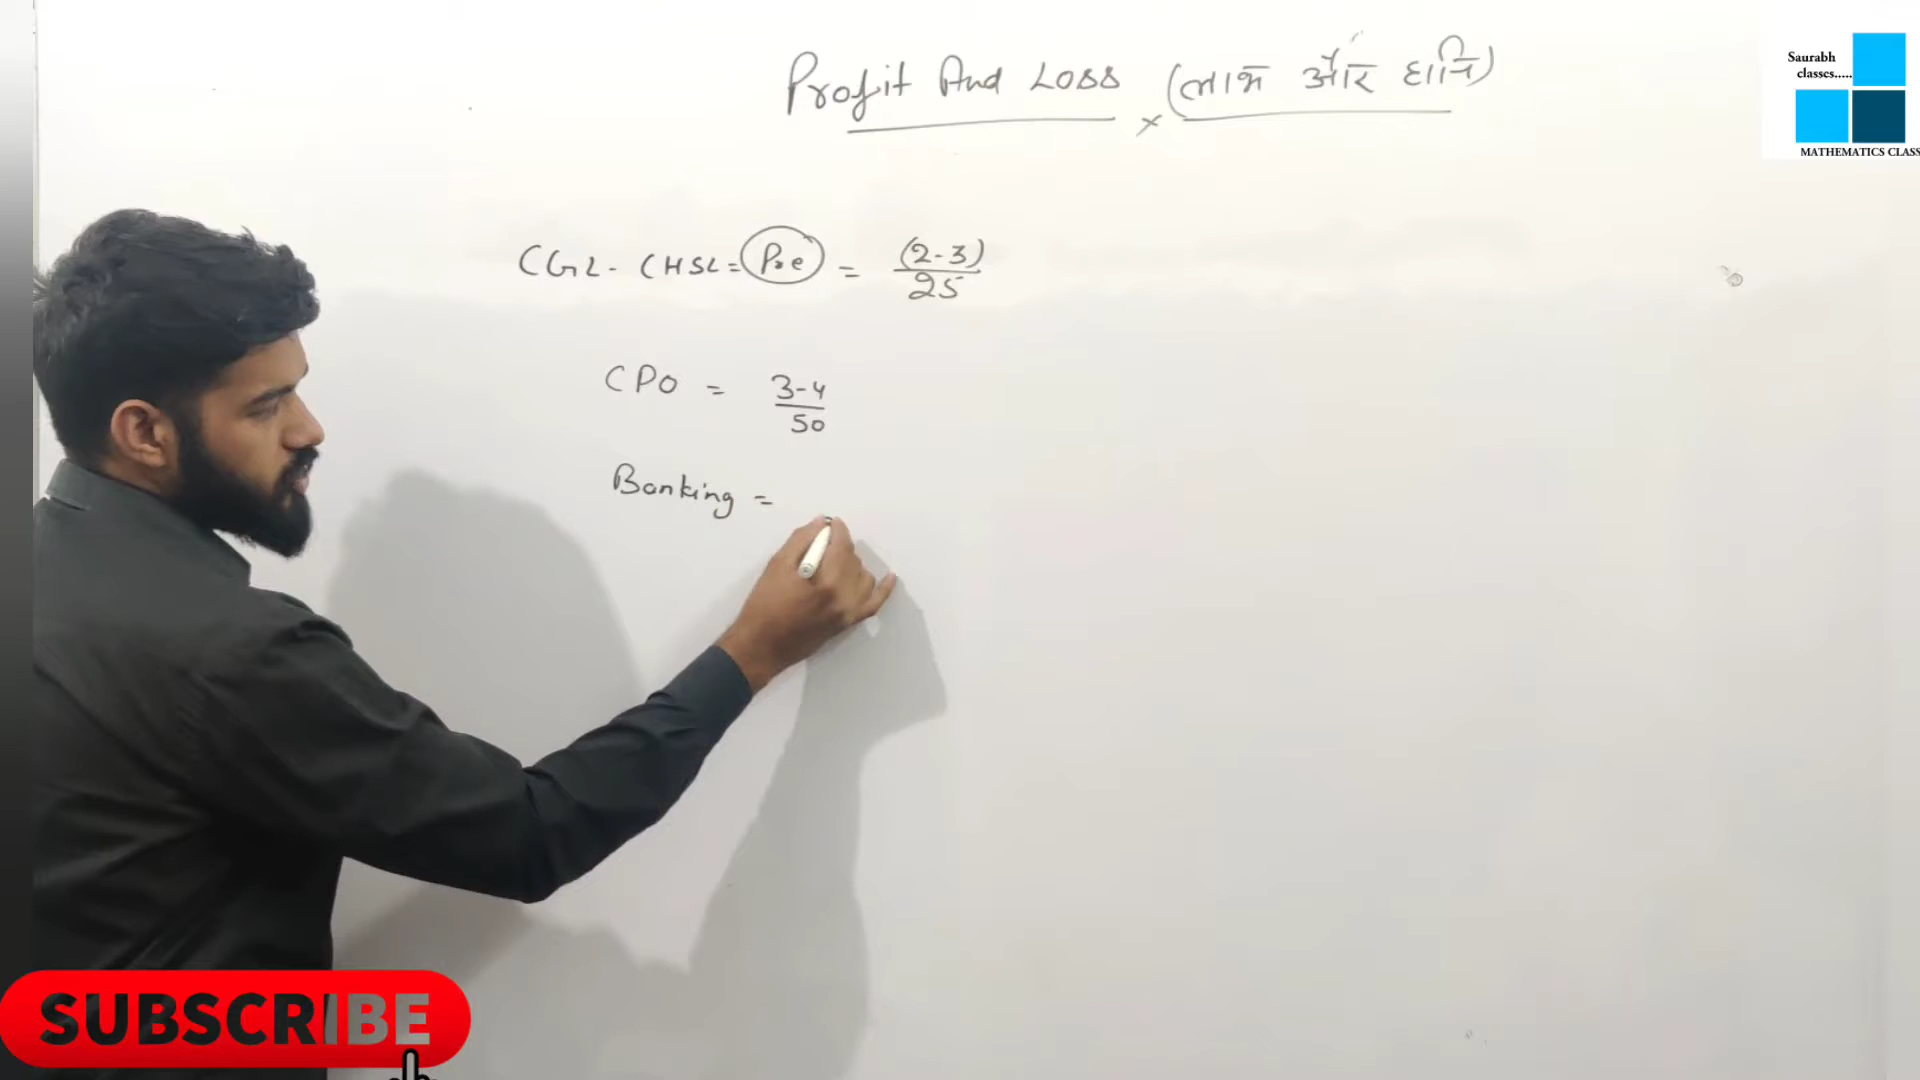 Profit And Loss (लाभ और हानि)
Saurabh
classes.....
MATHEMATICS CLASS
CGL - CHSL = Pre = (2-3)
25
CPO = 3-4
50
Banking =
SUBSCRIBE